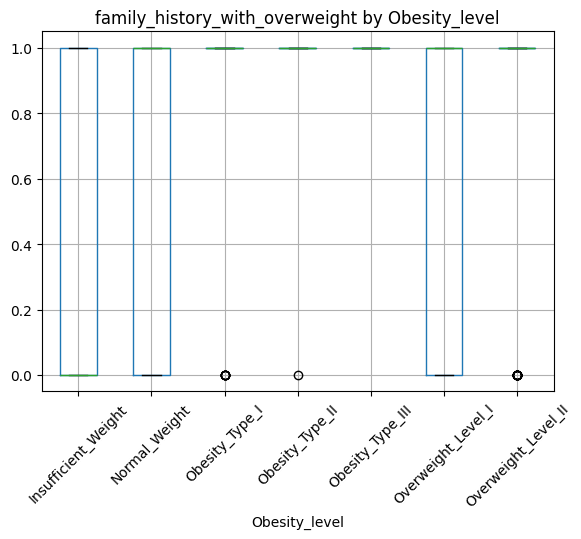 family_history_with_overweight by Obesity_level
1.0
0.8
0.6
0.4
0.2
0.0
Insufficient_Weight
Normal_Weight
Obesity_Type_I
Obesity_Type_II
Obesity_Type_III
Overweight_Level_I
Overweight_Level_II
Obesity_level